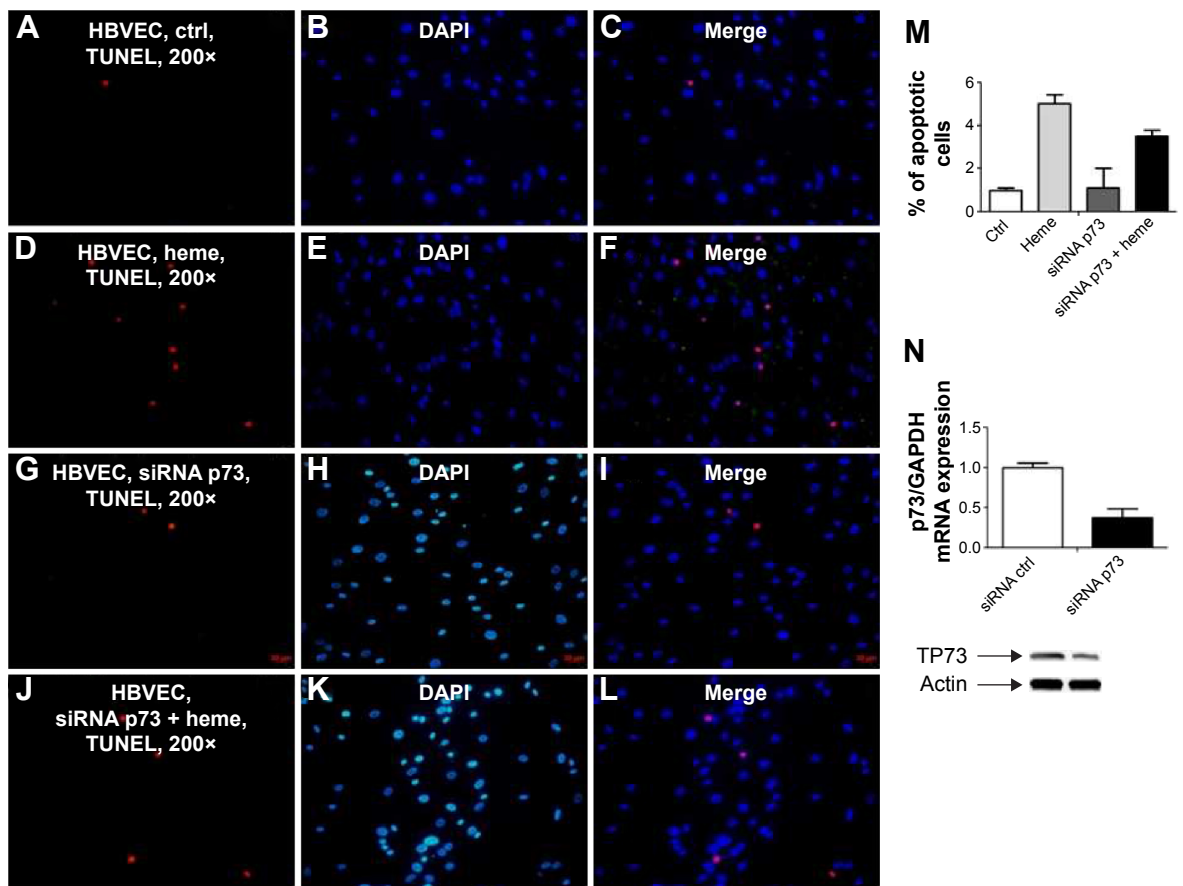 A
HBVEC, ctrl,
TUNEL, 200×
B
DAPI
C
Merge
D
HBVEC, heme,
TUNEL, 200×
E
DAPI
F
Merge
G
HBVEC, siRNA p73,
TUNEL, 200×
H
DAPI
I
Merge
J
HBVEC,
siRNA p73 + heme,
TUNEL, 200×
K
DAPI
L
Merge
M
% of apoptotic
cells
6
4
2
0
Ctrl
Heme
siRNA p73
siRNA p73 + heme
N
p73/GAPDH
mRNA expression
1.5
1.0
0.5
0.0
siRNA ctrl
siRNA p73
TP73
Actin